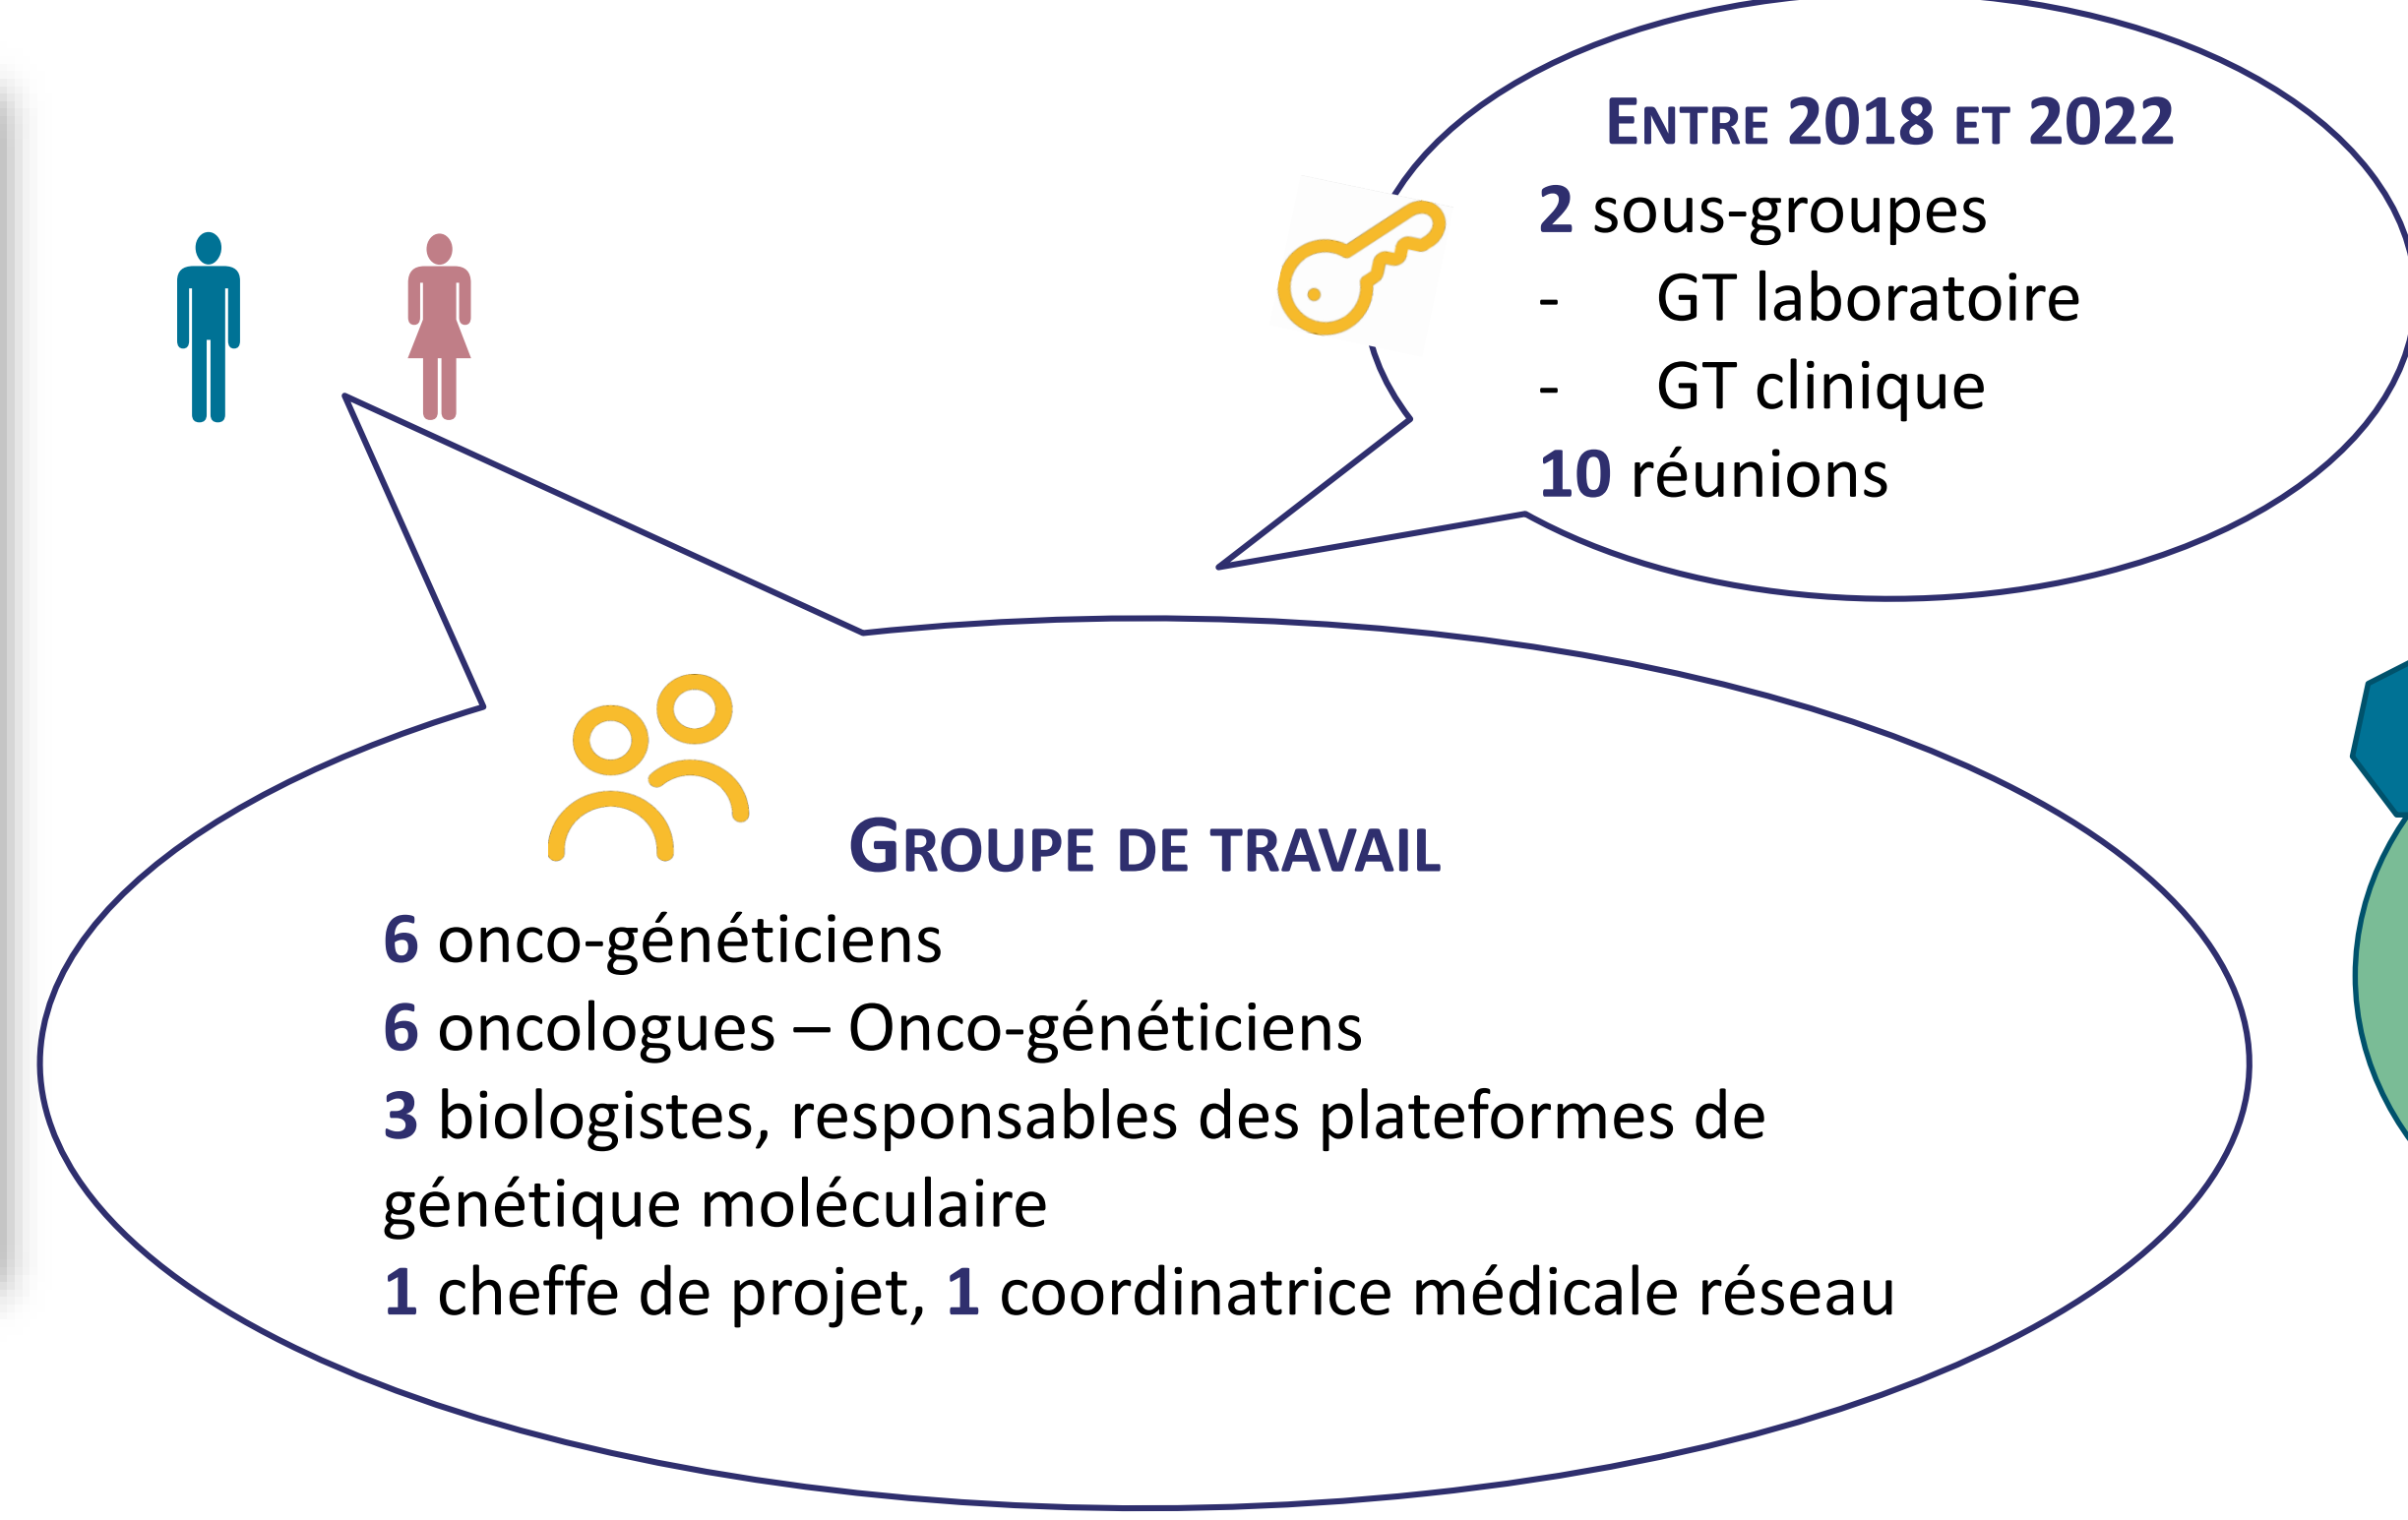 Entre 2018 et 2022
2 sous-groupes
- GT laboratoire
- GT clinique
10 réunions
Groupe de travail
6 onco-généticiens
6 oncologues – Onco-généticiens
3 biologistes, responsables des plateformes de
génétique moléculaire
1 cheffe de projet, 1 coordinatrice médicale réseau